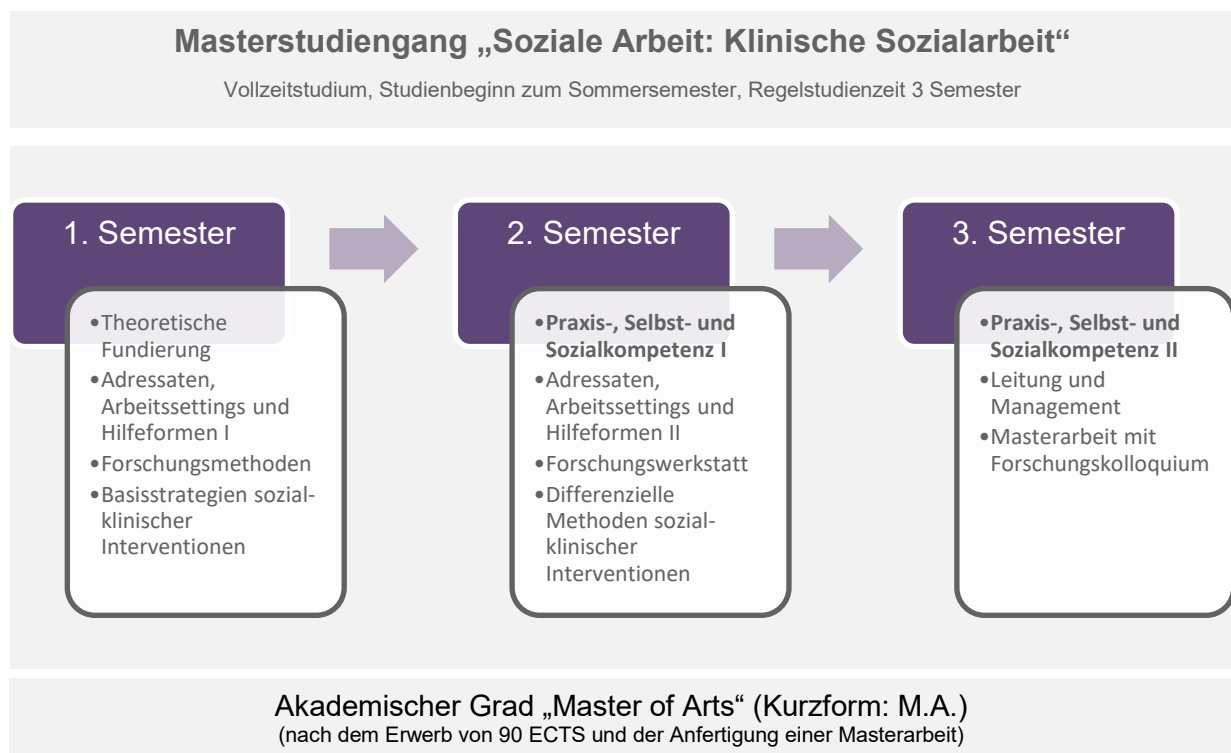 Masterstudiengang „Soziale Arbeit: Klinische Sozialarbeit“
Vollzeitstudium, Studienbeginn zum Sommersemester, Regelstudienzeit 3 Semester
1. Semester
•Theoretische
Fundierung
•Adressaten,
Arbeitssettings und
Hilfeformen I
•Forschungsmethoden
•Basisstrategien sozial-
klinischer
Interventionen
2. Semester
•Praxis-, Selbst- und
Sozialkompetenz I
•Adressaten,
Arbeitssettings und
Hilfeformen II
•Forschungswerkstatt
•Differenzielle
Methoden sozial-
klinischer
Interventionen
3. Semester
•Praxis-, Selbst- und
Sozialkompetenz II
•Leitung und
Management
•Masterarbeit mit
Forschungskolloquium
Akademischer Grad „Master of Arts“ (Kurzform: M.A.)
(nach dem Erwerb von 90 ECTS und der Anfertigung einer Masterarbeit)